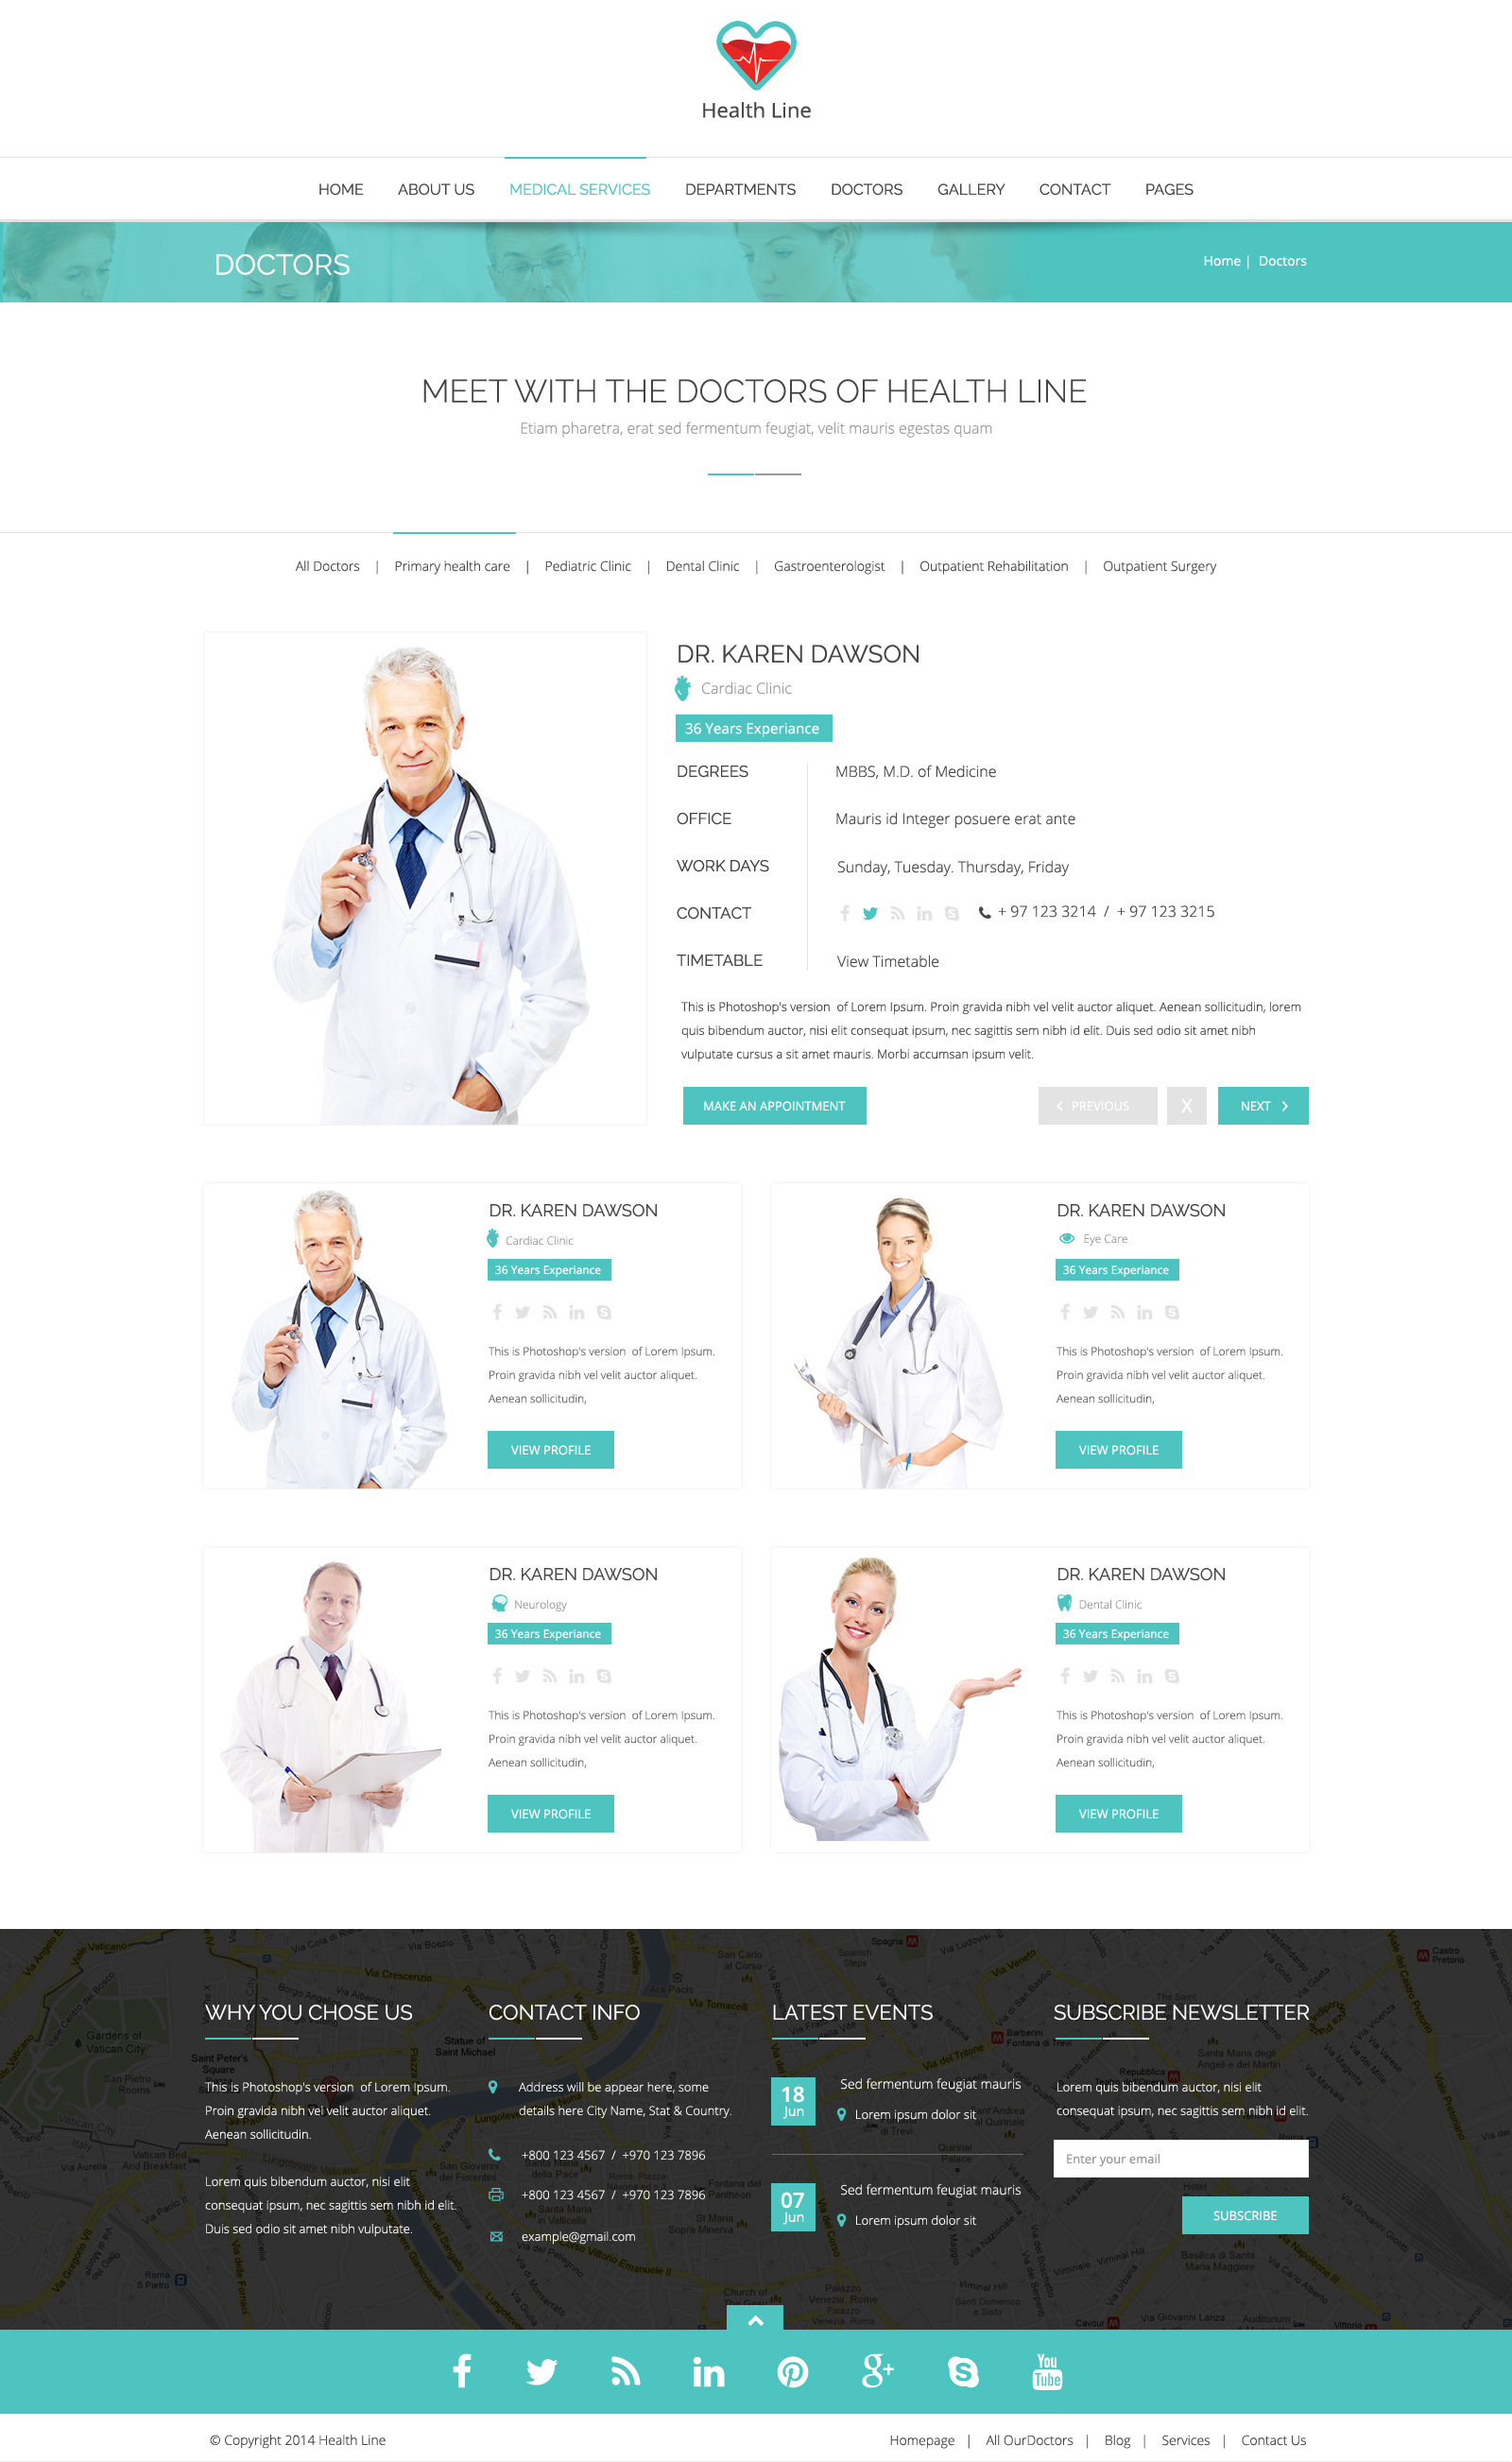 Health Line
HOME ABOUT US MEDICAL SERVICES DEPARTMENTS DOCTORS GALLERY CONTACT PAGES
DOCTORS
Home | Doctors
MEET WITH THE DOCTORS OF HEALTH LINE
Etiam pharetra, erat sed fermentum feugiat, velit mauris egestas quam
All Doctors | Primary health care | Pediatric Clinic | Dental Clinic | Gastroenterologist | Outpatient Rehabilitation | Outpatient Surgery
DR. KAREN DAWSON
Cardiac Clinic
36 Years Experiance
DEGREES MBBS, M.D. of Medicine
OFFICE Mauris id Integer posuere erat ante
WORK DAYS Sunday, Tuesday. Thursday, Friday
CONTACT + 97 123 3214 / + 97 123 3215
TIMETABLE View Timetable
This is Photoshop's version of Lorem Ipsum. Proin gravida nibh vel velit auctor aliquet. Aenean sollicitudin, lorem
quis bibendum auctor, nisi elit consequat ipsum, nec sagittis sem nibh id elit. Duis sed odio sit amet nibh
vulputate cursus a sit amet mauris. Morbi accumsan ipsum velit.
MAKE AN APPOINTMENT
PREVIOUS X NEXT
DR. KAREN DAWSON
Cardiac Clinic
36 Years Experiance
This is Photoshop's version of Lorem Ipsum.
Proin gravida nibh vel velit auctor aliquet.
Aenean sollicitudin,
VIEW PROFILE
DR. KAREN DAWSON
Eye Care
36 Years Experiance
This is Photoshop's version of Lorem Ipsum.
Proin gravida nibh vel velit auctor aliquet.
Aenean sollicitudin,
VIEW PROFILE
DR. KAREN DAWSON
Neurology
36 Years Experiance
This is Photoshop's version of Lorem Ipsum.
Proin gravida nibh vel velit auctor aliquet.
Aenean sollicitudin,
VIEW PROFILE
DR. KAREN DAWSON
Dental Clinic
36 Years Experiance
This is Photoshop's version of Lorem Ipsum.
Proin gravida nibh vel velit auctor aliquet.
Aenean sollicitudin,
VIEW PROFILE
WHY YOU CHOSE US
This is Photoshop's version of Lorem Ipsum.
Proin gravida nibh vel velit auctor aliquet.
Aenean sollicitudin.
Lorem quis bibendum auctor, nisi elit
consequat ipsum, nec sagittis sem nibh id elit.
Duis sed odio sit amet nibh vulputate.
CONTACT INFO
Address will be appear here, some
details here City Name, Stat & Country.
+800 123 4567 / +970 123 7896
+800 123 4567 / +970 123 7896
example@gmail.com
LATEST EVENTS
18 Jun
Sed fermentum feugiat mauris
Lorem ipsum dolor sit
07 Jun
Sed fermentum feugiat mauris
Lorem ipsum dolor sit
SUBSCRIBE NEWSLETTER
Lorem quis bibendum auctor, nisi elit
consequat ipsum, nec sagittis sem nibh id elit.
Enter your email
SUBSCRIBE
You Tube
© Copyright 2014 Health Line
Homepage | All OurDoctors | Blog | Services | Contact Us